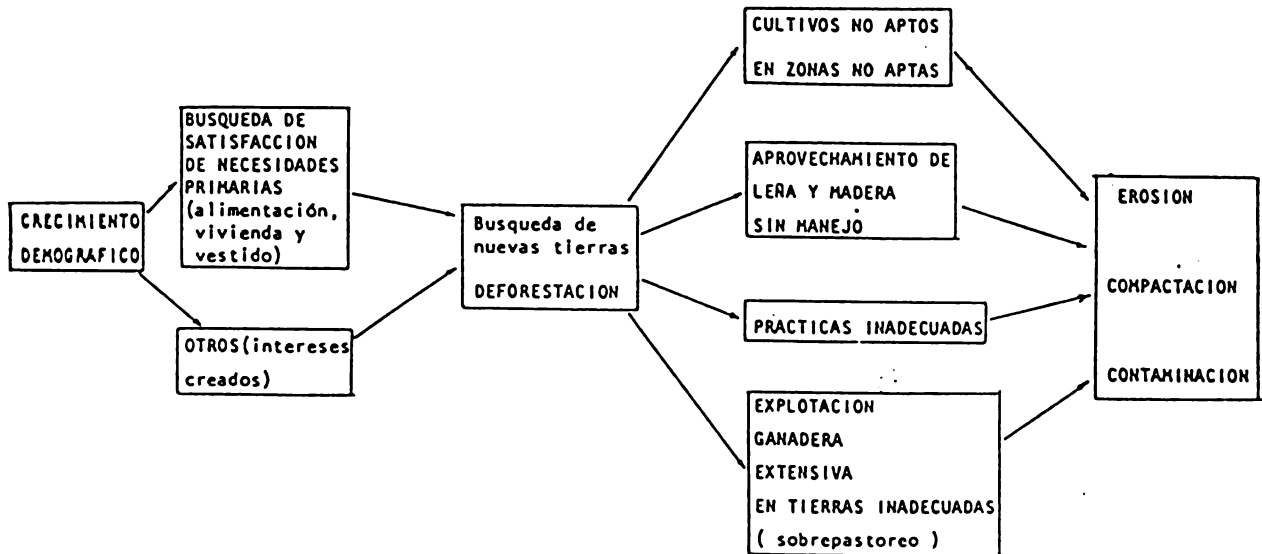 CRECIMIENTO
DEMOGRAFICO
BUSQUEDA DE
SATISFACCION
DE NECESIDADES
PRIMARIAS
(alimentación,
vivienda y
vestido)
OTROS(intereses
creados)
Busqueda de
nuevas tierras
DEFORESTACION
CULTIVOS NO APTOS
EN ZONAS NO APTAS
APROVECHAMIENTO DE
LEÑA Y MADERA
SIN MANEJO
PRACTICAS INADECUADAS
EXPLOTACION
GANADERA
EXTENSIVA
EN TIERRAS INADECUADAS
( sobrepastoreo )
EROSION
COMPACTACION
CONTAMINACION